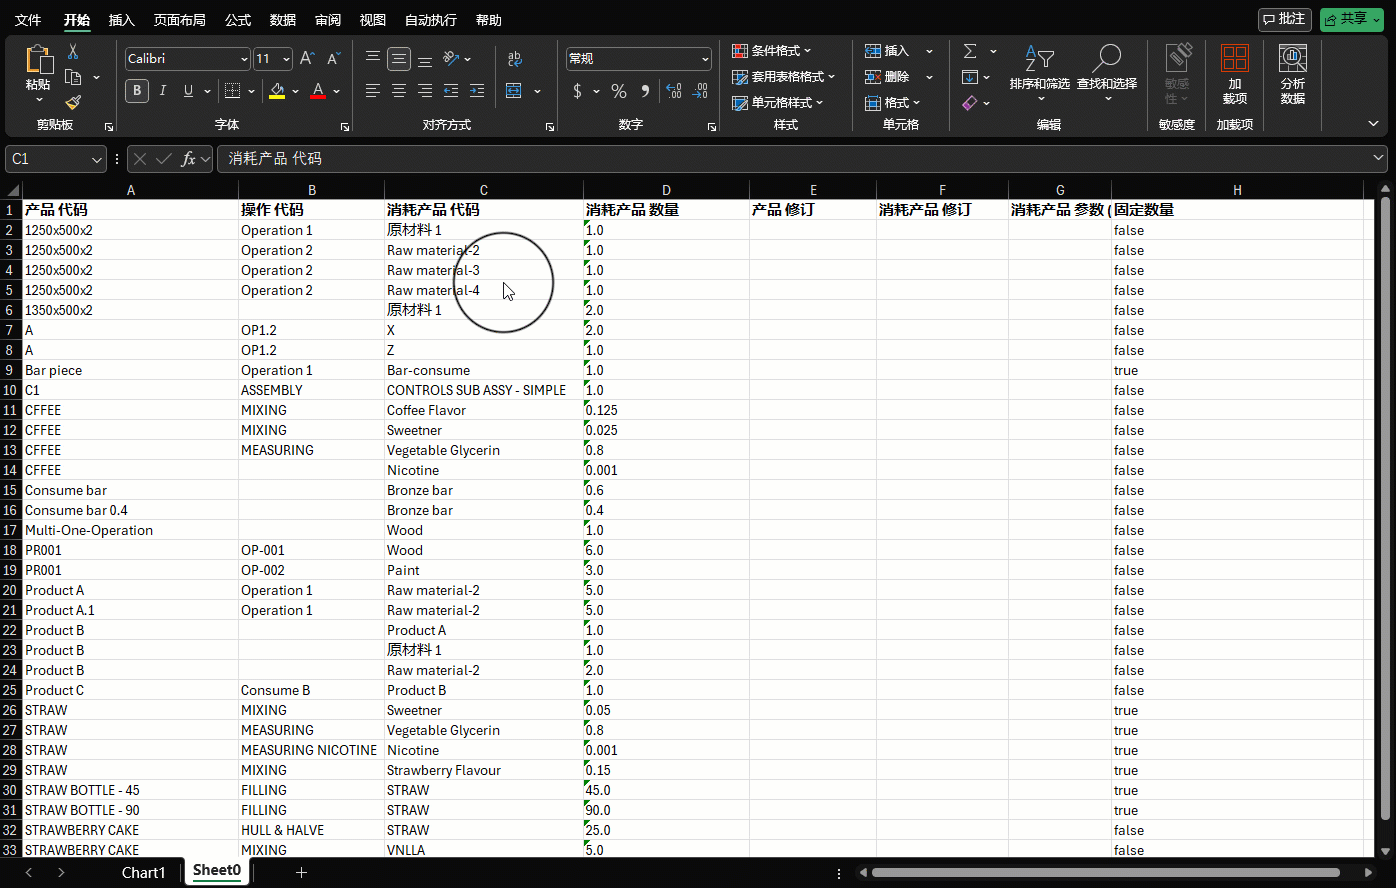 文件 开始 插入 页面布局 公式 数据 审阅 视图 自动执行 帮助 批注 共享
Calibri 11 常规 条件格式 插入
粘贴 套用表格格式 删除 排序和筛选 查找和选择 敏感性 加载项 分析数据
B I U $ % 单元格样式 格式
剪贴板 字体 对齐方式 数字 样式 单元格 编辑 敏感度 加载项
C1 fx 消耗产品 代码
A B C D E F G H
1 产品 代码 操作 代码 消耗产品 代码 消耗产品 数量 产品 修订 消耗产品 修订 消耗产品 参数 ( 固定数量
2 1250x500x2 Operation 1 原材料 1 1.0 false
3 1250x500x2 Operation 2 Raw material-2 1.0 false
4 1250x500x2 Operation 2 Raw material-3 1.0 false
5 1250x500x2 Operation 2 Raw material-4 1.0 false
6 1350x500x2 原材料 1 2.0 false
7 A OP1.2 X 2.0 false
8 A OP1.2 Z 1.0 false
9 Bar piece Operation 1 Bar-consume 1.0 true
10 C1 ASSEMBLY CONTROLS SUB ASSY - SIMPLE 1.0 false
11 CFFEE MIXING Coffee Flavor 0.125 false
12 CFFEE MIXING Sweetner 0.025 false
13 CFFEE MEASURING Vegetable Glycerin 0.8 false
14 CFFEE Nicotine 0.001 false
15 Consume bar Bronze bar 0.6 false
16 Consume bar 0.4 Bronze bar 0.4 false
17 Multi-One-Operation Wood 1.0 false
18 PR001 OP-001 Wood 6.0 false
19 PR001 OP-002 Paint 3.0 false
20 Product A Operation 1 Raw material-2 5.0 false
21 Product A.1 Operation 1 Raw material-2 5.0 false
22 Product B Product A 1.0 false
23 Product B 原材料 1 1.0 false
24 Product B Raw material-2 2.0 false
25 Product C Consume B Product B 1.0 false
26 STRAW MIXING Sweetner 0.05 true
27 STRAW MEASURING Vegetable Glycerin 0.8 true
28 STRAW MEASURING NICOTINE Nicotine 0.001 true
29 STRAW MIXING Strawberry Flavour 0.15 true
30 STRAW BOTTLE - 45 FILLING STRAW 45.0 true
31 STRAW BOTTLE - 90 FILLING STRAW 90.0 true
32 STRAWBERRY CAKE HULL & HALVE STRAW 25.0 false
33 STRAWBERRY CAKE MIXING VNLLA 5.0 false
Chart1 Sheet0